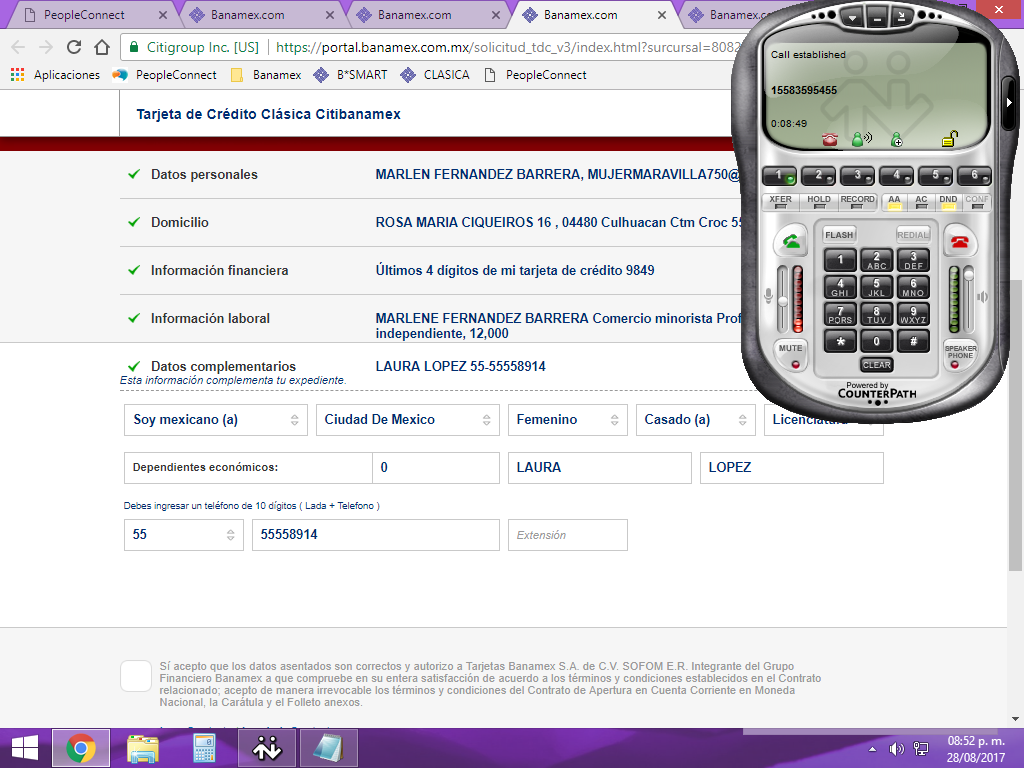 PeopleConnect
Banamex.com
Banamex.com
Banamex.com
Banamex.c
Citigroup Inc. [US]
https://portal.banamex.com.mx/solicitud_tdc_v3/index.html?surcursal=8082
Aplicaciones
PeopleConnect
Banamex
B*SMART
CLASICA
PeopleConnect
Tarjeta de Crédito Clásica Citibanamex
Datos personales
MARLEN FERNANDEZ BARRERA, MUJERMARAVILLA750@
Domicilio
ROSA MARIA CIQUEIROS 16 , 04480 Culhuacan Ctm Croc 55
Información financiera
Últimos 4 dígitos de mi tarjeta de crédito 9849
Información laboral
MARLENE FERNANDEZ BARRERA Comercio minorista Prof
independiente, 12,000
Datos complementarios
LAURA LOPEZ 55-55558914
Esta información complementa tu expediente.
Soy mexicano (a)
Ciudad De Mexico
Femenino
Casado (a)
Licenciatura
Dependientes económicos:
0
LAURA
LOPEZ
Debes ingresar un teléfono de 10 dígitos ( Lada + Telefono )
55
55558914
Extensión
Sí acepto que los datos asentados son correctos y autorizo a Tarjetas Banamex S.A. de C.V. SOFOM E.R. Integrante del Grupo
Financiero Banamex a que compruebe en su entera satisfacción de acuerdo a los términos y condiciones establecidos en el Contrato
relacionado; acepto de manera irrevocable los términos y condiciones del Contrato de Apertura en Cuenta Corriente en Moneda
Nacional, la Carátula y el Folleto anexos.
Call established
15583595455
0:08:49
1
2
3
4
5
6
XFER
HOLD
RECORD
AA
AC
DND
CONF
FLASH
REDIAL
1
2 ABC
3 DEF
4 GHI
5 JKL
6 MNO
7 PQRS
8 TUV
9 WXYZ
*
0
#
MUTE
SPEAKER PHONE
CLEAR
Powered by
COUNTERPATH
08:52 p. m.
28/08/2017